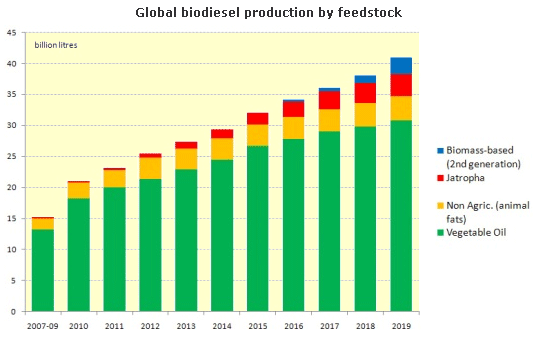 Global biodiesel production by feedstock
billion litres
45
40
35
30
25
20
15
10
5
0
2007-09 2010 2011 2012 2013 2014 2015 2016 2017 2018 2019
Biomass-based
(2nd generation)
Jatropha
Non Agric. (animal
fats)
Vegetable Oil